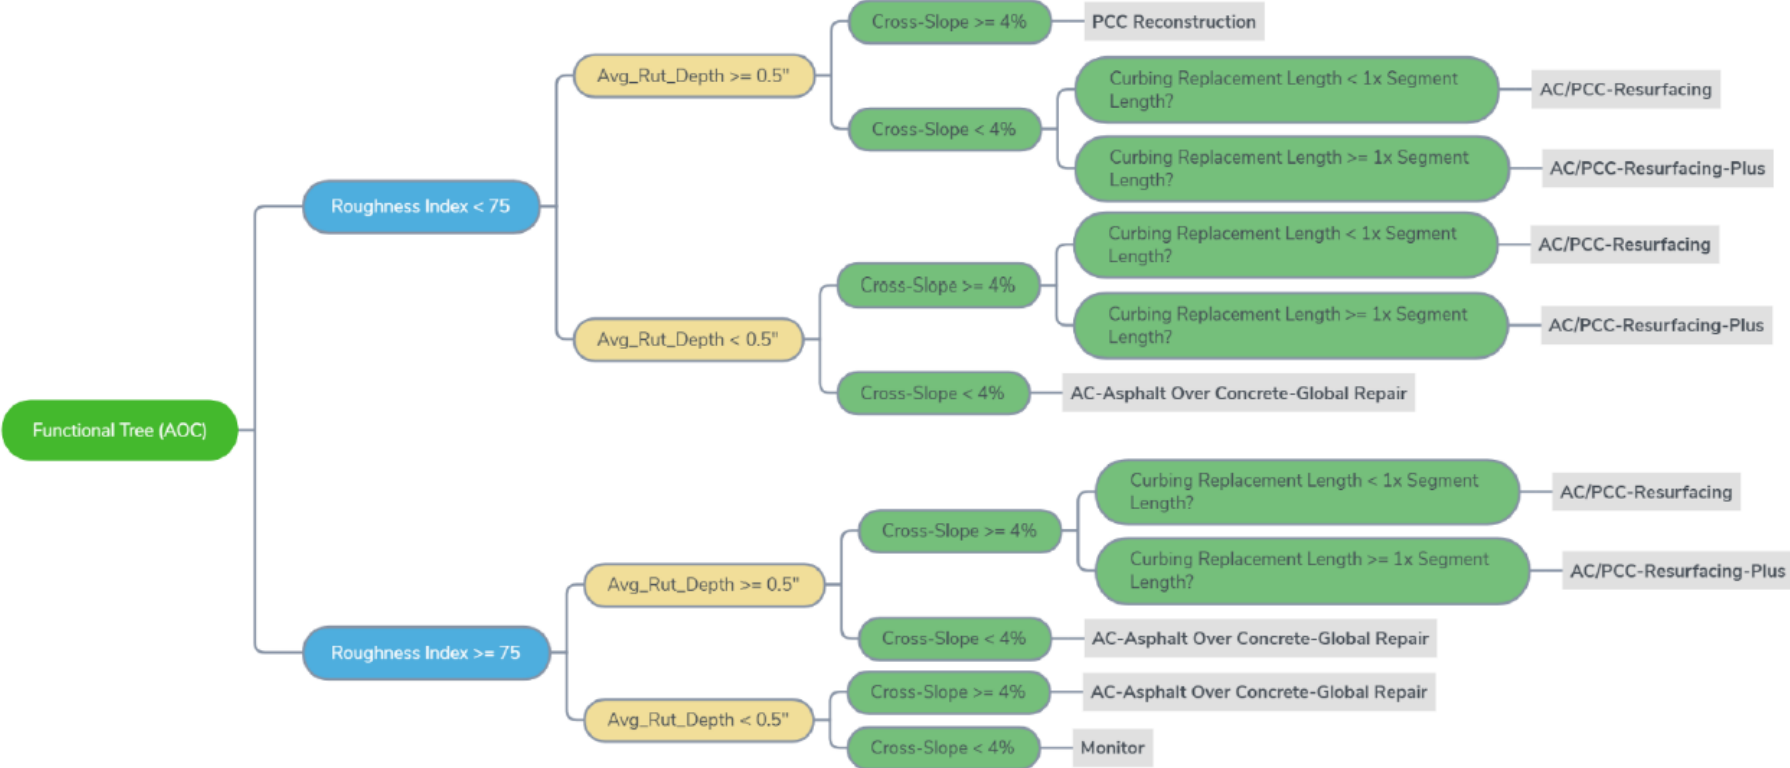 Cross-Slope >= 4%
PCC Reconstruction
Avg_Rut_Depth >= 0.5"
Curbing Replacement Length < 1x Segment
Length?
AC/PCC-Resurfacing
Cross-Slope < 4%
Curbing Replacement Length >= 1x Segment
Length?
AC/PCC-Resurfacing-Plus
Roughness Index < 75
Curbing Replacement Length < 1x Segment
Length?
AC/PCC-Resurfacing
Cross-Slope >= 4%
Curbing Replacement Length >= 1x Segment
Length?
AC/PCC-Resurfacing-Plus
Avg_Rut_Depth < 0.5"
Cross-Slope < 4%
AC-Asphalt Over Concrete-Global Repair
Functional Tree (AOC)
Curbing Replacement Length < 1x Segment
Length?
AC/PCC-Resurfacing
Cross-Slope >= 4%
Curbing Replacement Length >= 1x Segment
Length?
AC/PCC-Resurfacing-Plus
Avg_Rut_Depth >= 0.5"
Cross-Slope < 4%
AC-Asphalt Over Concrete-Global Repair
Roughness Index >= 75
Cross-Slope >= 4%
AC-Asphalt Over Concrete-Global Repair
Avg_Rut_Depth < 0.5"
Cross-Slope < 4%
Monitor